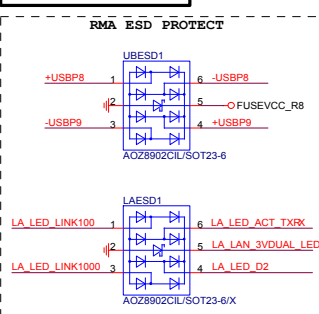 RMA ESD PROTECT
UBESD1
+USBP8 1 6 -USBP8
2 5 FUSEVCC_R8
-USBP9 3 4 +USBP9
AOZ8902CIL/SOT23-6
LAESD1
LA_LED_LINK100 1 6 LA_LED_ACT_TXRX
2 5 LA_LAN_3VDUAL_LED
LA_LED_LINK1000 3 4 LA_LED_D2
AOZ8902CIL/SOT23-6/X